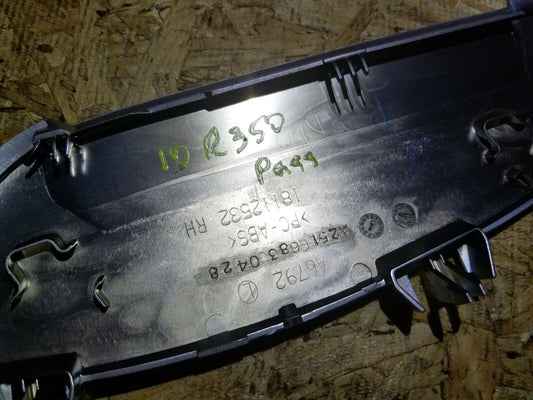 10 R350
Pass
18112532 RH
>PC-ABS<
A2516830428
A6792